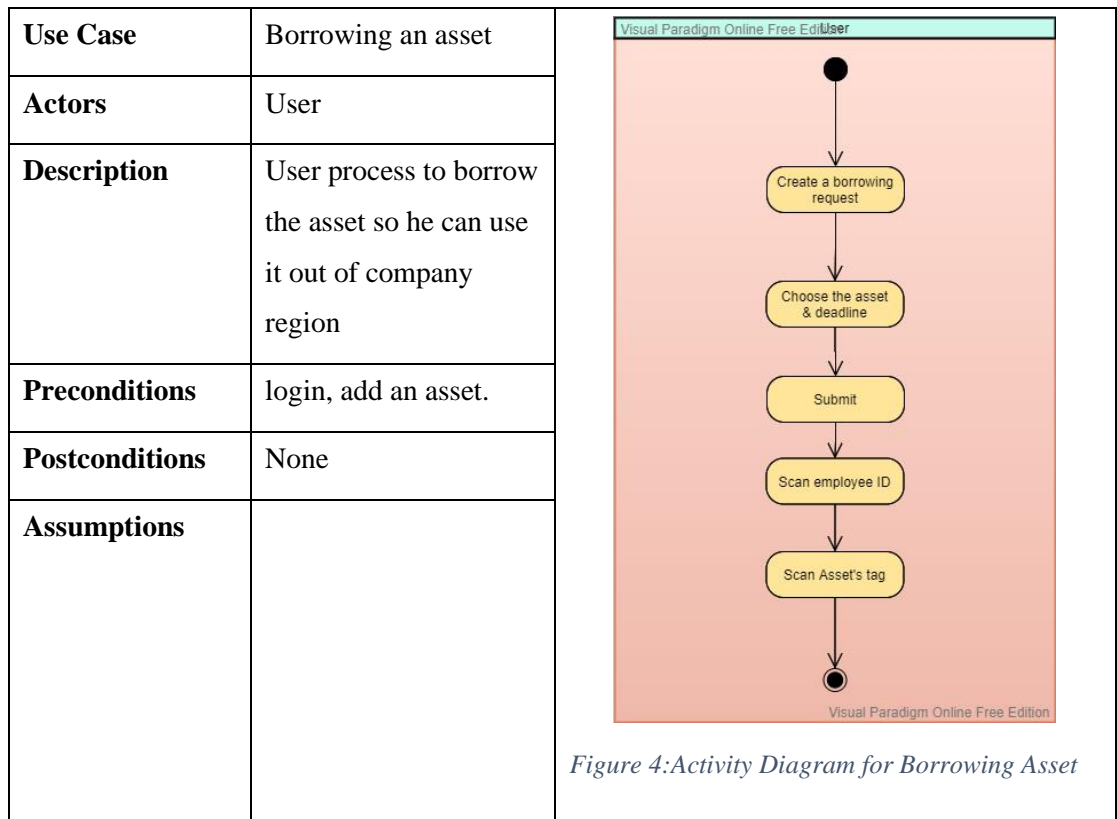 Use Case
Borrowing an asset
Actors
User
Description
User process to borrow
the asset so he can use
it out of company
region
Preconditions
login, add an asset.
Postconditions
None
Assumptions
Visual Paradigm Online Free Edition
User
Create a borrowing
request
Choose the asset
& deadline
Submit
Scan employee ID
Scan Asset's tag
Visual Paradigm Online Free Edition
Figure 4:Activity Diagram for Borrowing Asset